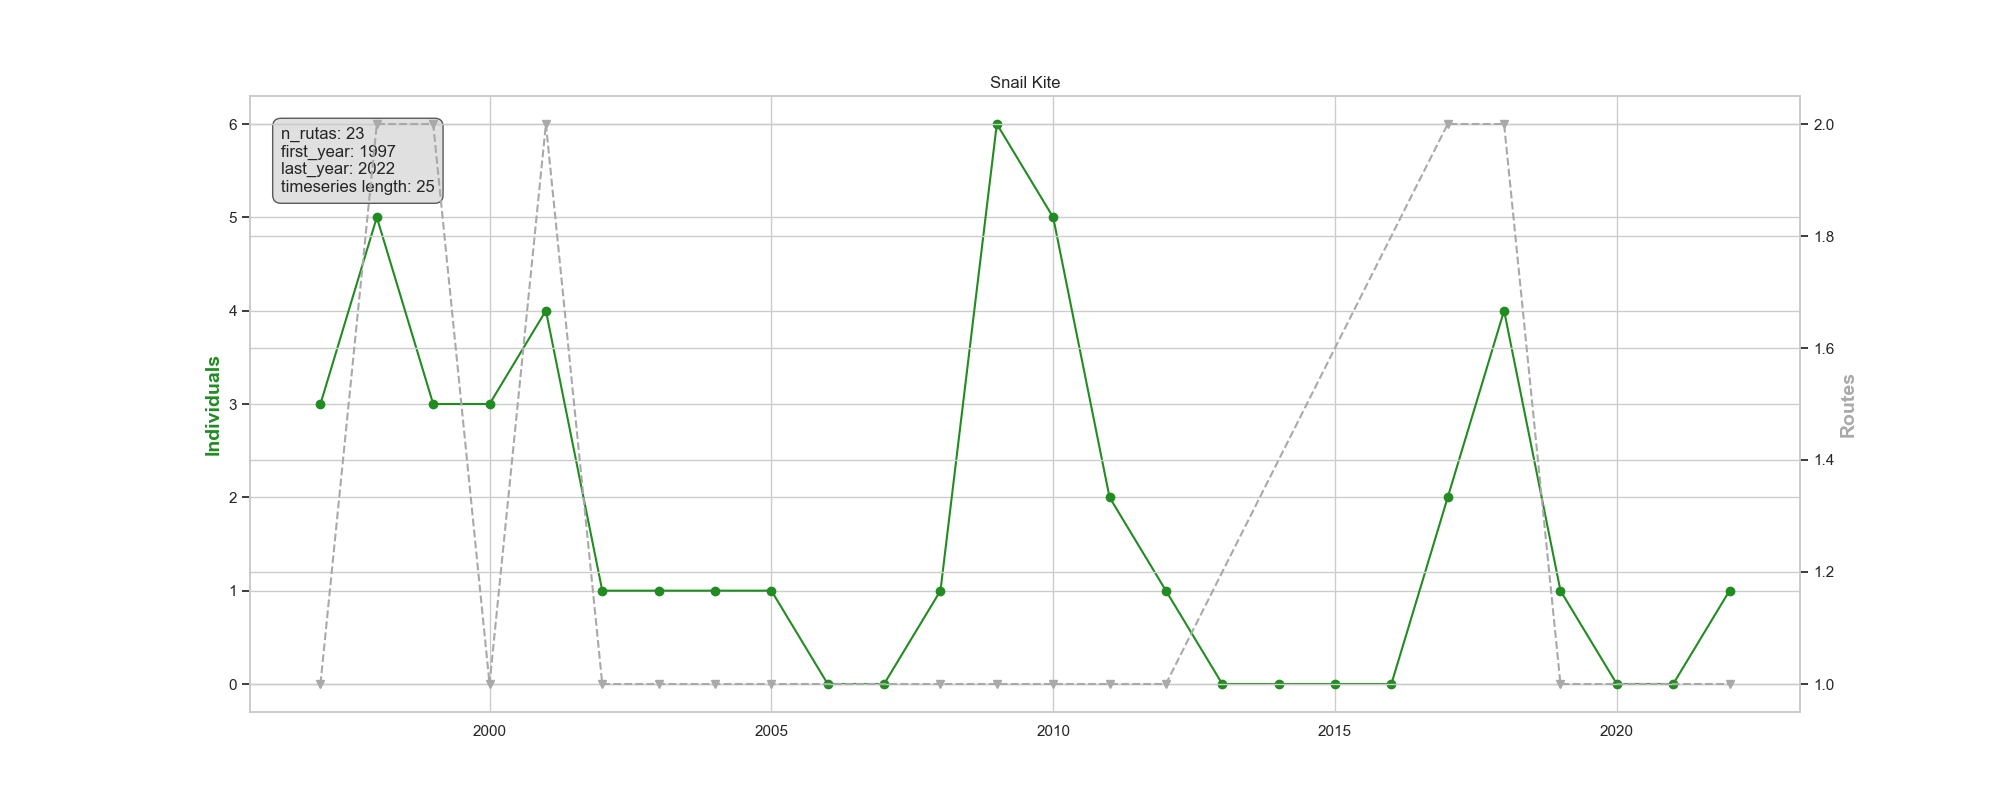 Snail Kite
n_rutas: 23
first_year: 1997
last_year: 2022
timeseries length: 25
Individuals
6
5
4
3
2
1
0
2.0
1.8
1.6
1.4
1.2
1.0
Routes
2000
2005
2010
2015
2020